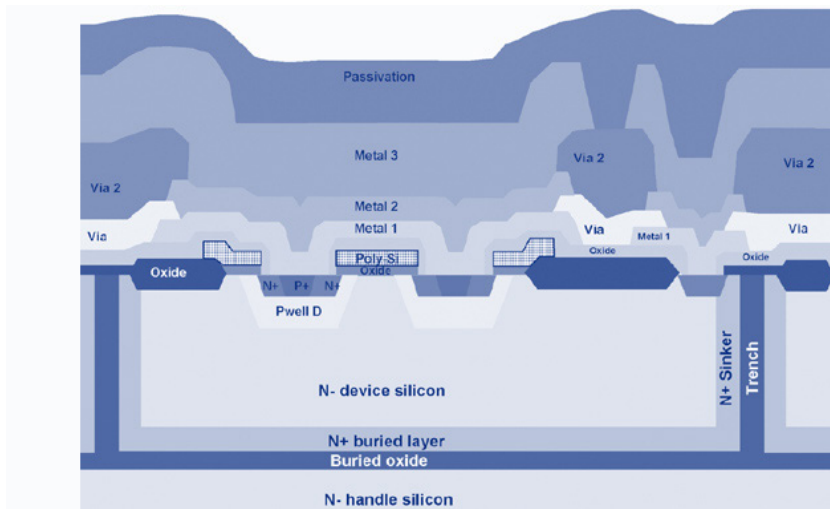 Passivation
Metal 3
Via 2
Via 2
Via 2
Metal 2
Metal 1
Via
Via
Metal 1
Via
Oxide
Poly-Si
Oxide
Oxide
Oxide
N+
P+
N+
Pwell D
N- device silicon
N+ Sinker
Trench
N+ buried layer
Buried oxide
N- handle silicon